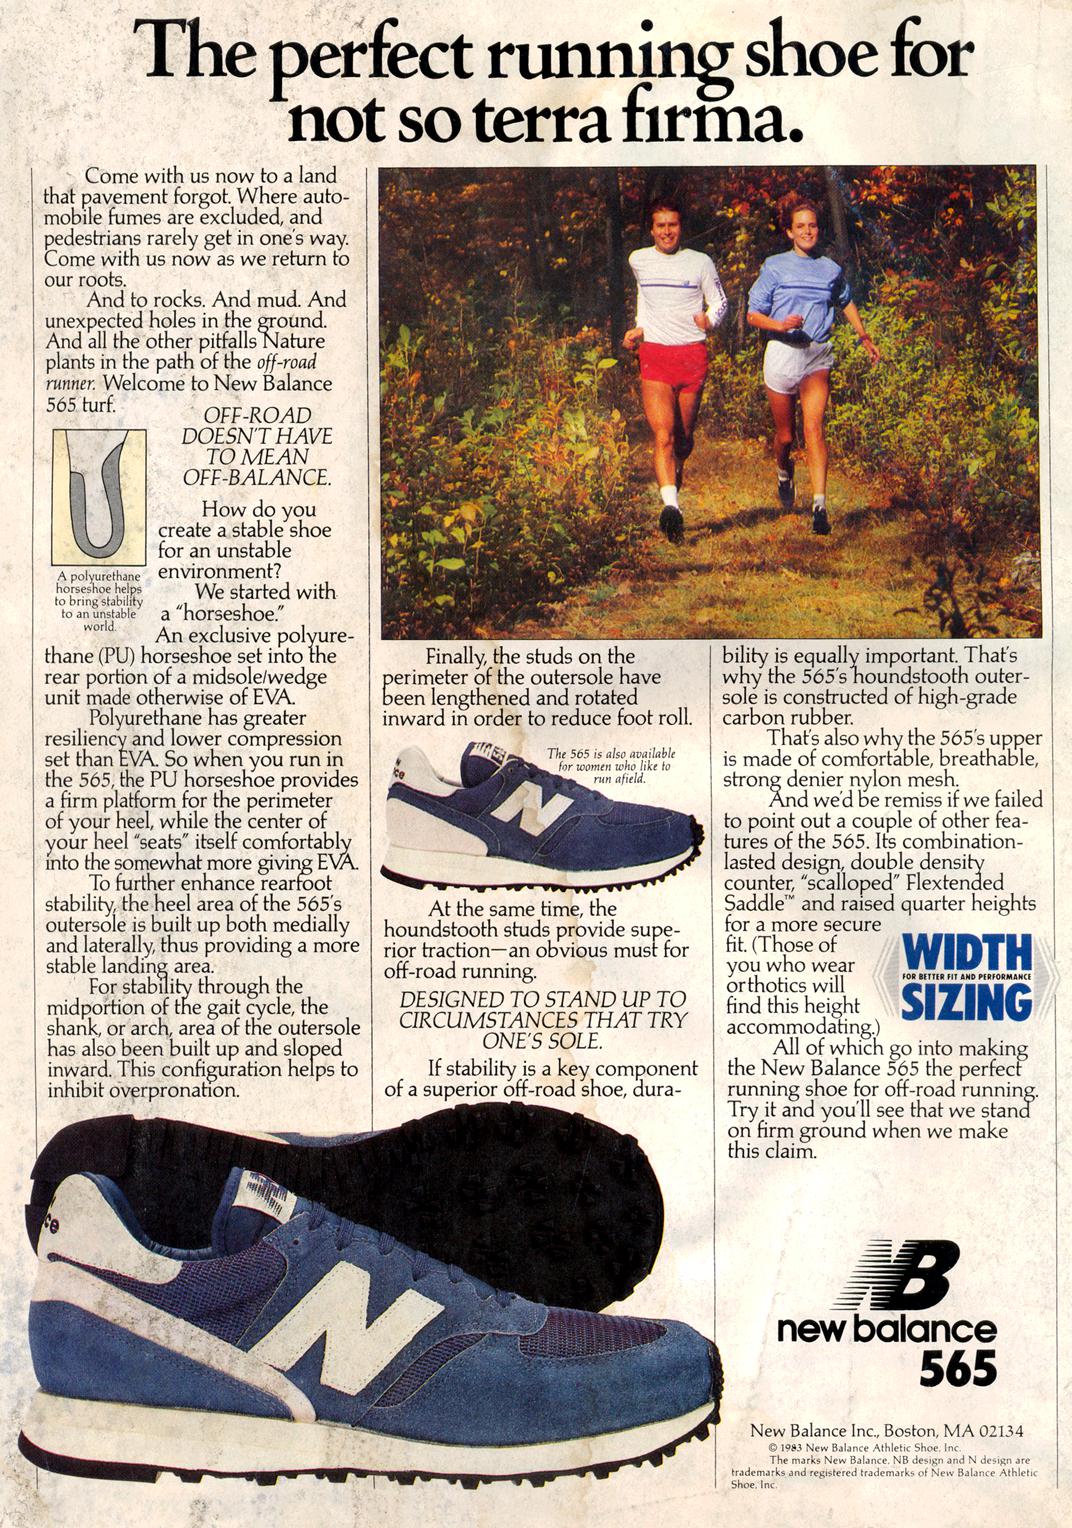 The perfect running shoe for
not so terra firma.
Come with us now to a land
that pavement forgot. Where auto-
mobile fumes are excluded, and
pedestrians rarely get in one's way.
Come with us now as we return to
our roots.
And to rocks. And mud. And
unexpected holes in the ground.
And all the other pitfalls Nature
plants in the path of the off-road
runner. Welcome to New Balance
565 turf.
OFF-ROAD
DOESN'T HAVE
TO MEAN
OFF-BALANCE.
A polyurethane
horseshoe helps
to bring stability
to an unstable
world.
How do you
create a stable shoe
for an unstable
environment?
We started with
a "horseshoe."
An exclusive polyure-
thane (PU) horseshoe set into the
rear portion of a midsole/wedge
unit made otherwise of EVA.
Polyurethane has greater
resiliency and lower compression
set than EVA. So when you run in
the 565, the PU horseshoe provides
a firm platform for the perimeter
of your heel, while the center of
your heel "seats" itself comfortably
into the somewhat more giving EVA.
To further enhance rearfoot
stability, the heel area of the 565's
outersole is built up both medially
and laterally, thus providing a more
stable landing area.
For stability through the
midportion of the gait cycle, the
shank, or arch, area of the outersole
has also been built up and sloped
inward. This configuration helps to
inhibit overpronation.
Finally, the studs on the
perimeter of the outersole have
been lengthened and rotated
inward in order to reduce foot roll.
The 565 is also available
for women who like to
run afield.
N
At the same time, the
houndstooth studs provide supe-
rior traction—an obvious must for
off-road running.
DESIGNED TO STAND UP TO
CIRCUMSTANCES THAT TRY
ONE'S SOLE.
If stability is a key component
of a superior off-road shoe, dura-
bility is equally important. That's
why the 565's houndstooth outer-
sole is constructed of high-grade
carbon rubber.
That's also why the 565's upper
is made of comfortable, breathable,
strong denier nylon mesh.
And we'd be remiss if we failed
to point out a couple of other fea-
tures of the 565. Its combination-
lasted design, double density
counter, "scalloped" Flextended
Saddle™ and raised quarter heights
for a more secure
fit. (Those of
you who wear
orthotics will
find this height
accommodating.)
WIDTH
FOR BETTER FIT AND PERFORMANCE
SIZING
All of which go into making
the New Balance 565 the perfect
running shoe for off-road running.
Try it and you'll see that we stand
on firm ground when we make
this claim.
N
NB
new balance
565
New Balance Inc., Boston, MA 02134
© 1983 New Balance Athletic Shoe, Inc.
The marks New Balance, NB design and N design are
trademarks and registered trademarks of New Balance Athletic
Shoe, Inc.